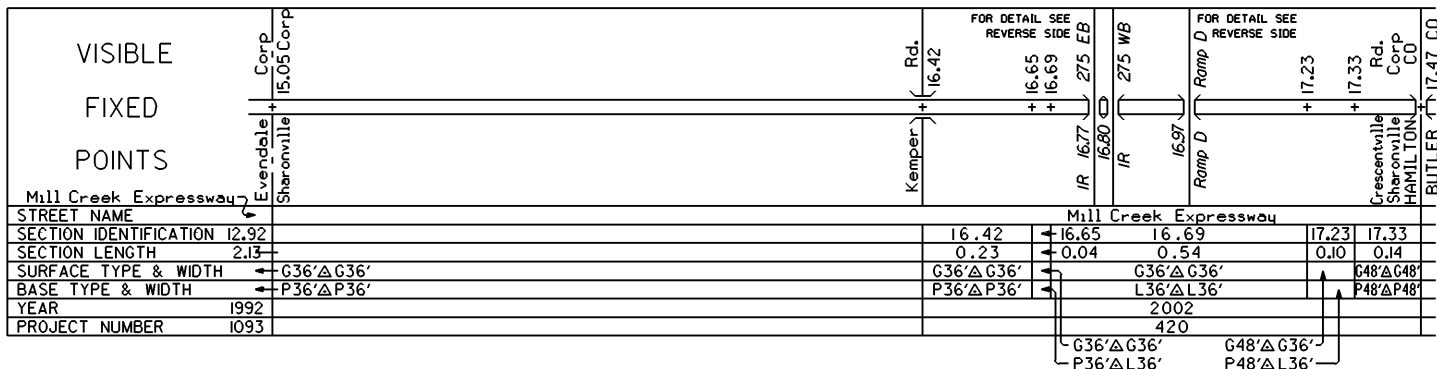 VISIBLE
FIXED
POINTS
Mill Creek Expressway
Evendale Corp
Sharonville
15.05 Corp
Kemper Rd.
16.42
FOR DETAIL SEE
REVERSE SIDE
16.65
16.69
IR 16.77 275 EB
16.80
IR 275 WB
16.97
Ramp D Ramp D
FOR DETAIL SEE
REVERSE SIDE
17.23
17.33
Crescentville Rd.
Sharonville Corp
HAMILTON CO
BUTLER 17.47 CO
STREET NAME Mill Creek Expressway
SECTION IDENTIFICATION 12.92 16.42 16.65 16.69 17.23 17.33
SECTION LENGTH 2.13 0.23 0.04 0.54 0.10 0.14
SURFACE TYPE & WIDTH G36'△G36' G36'△G36' G36'△G36' G48'△G48'
BASE TYPE & WIDTH P36'△P36' P36'△P36' L36'△L36' P48'△P48'
YEAR 1992 2002
PROJECT NUMBER 1093 420
G36'△G36' G48'△G36'
P36'△L36' P48'△L36'